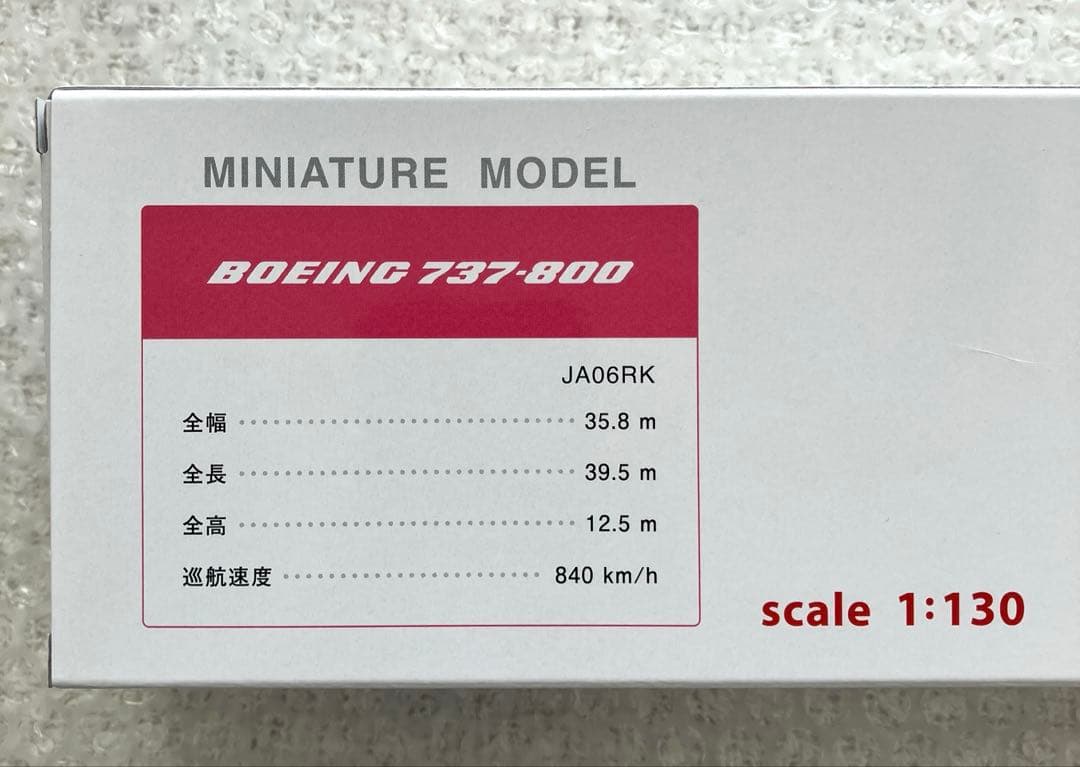 MINIATURE MODEL
BOEING 737-800
JA06RK
全幅 35.8 m
全長 39.5 m
全高 12.5 m
巡航速度 840 km/h
scale 1:130